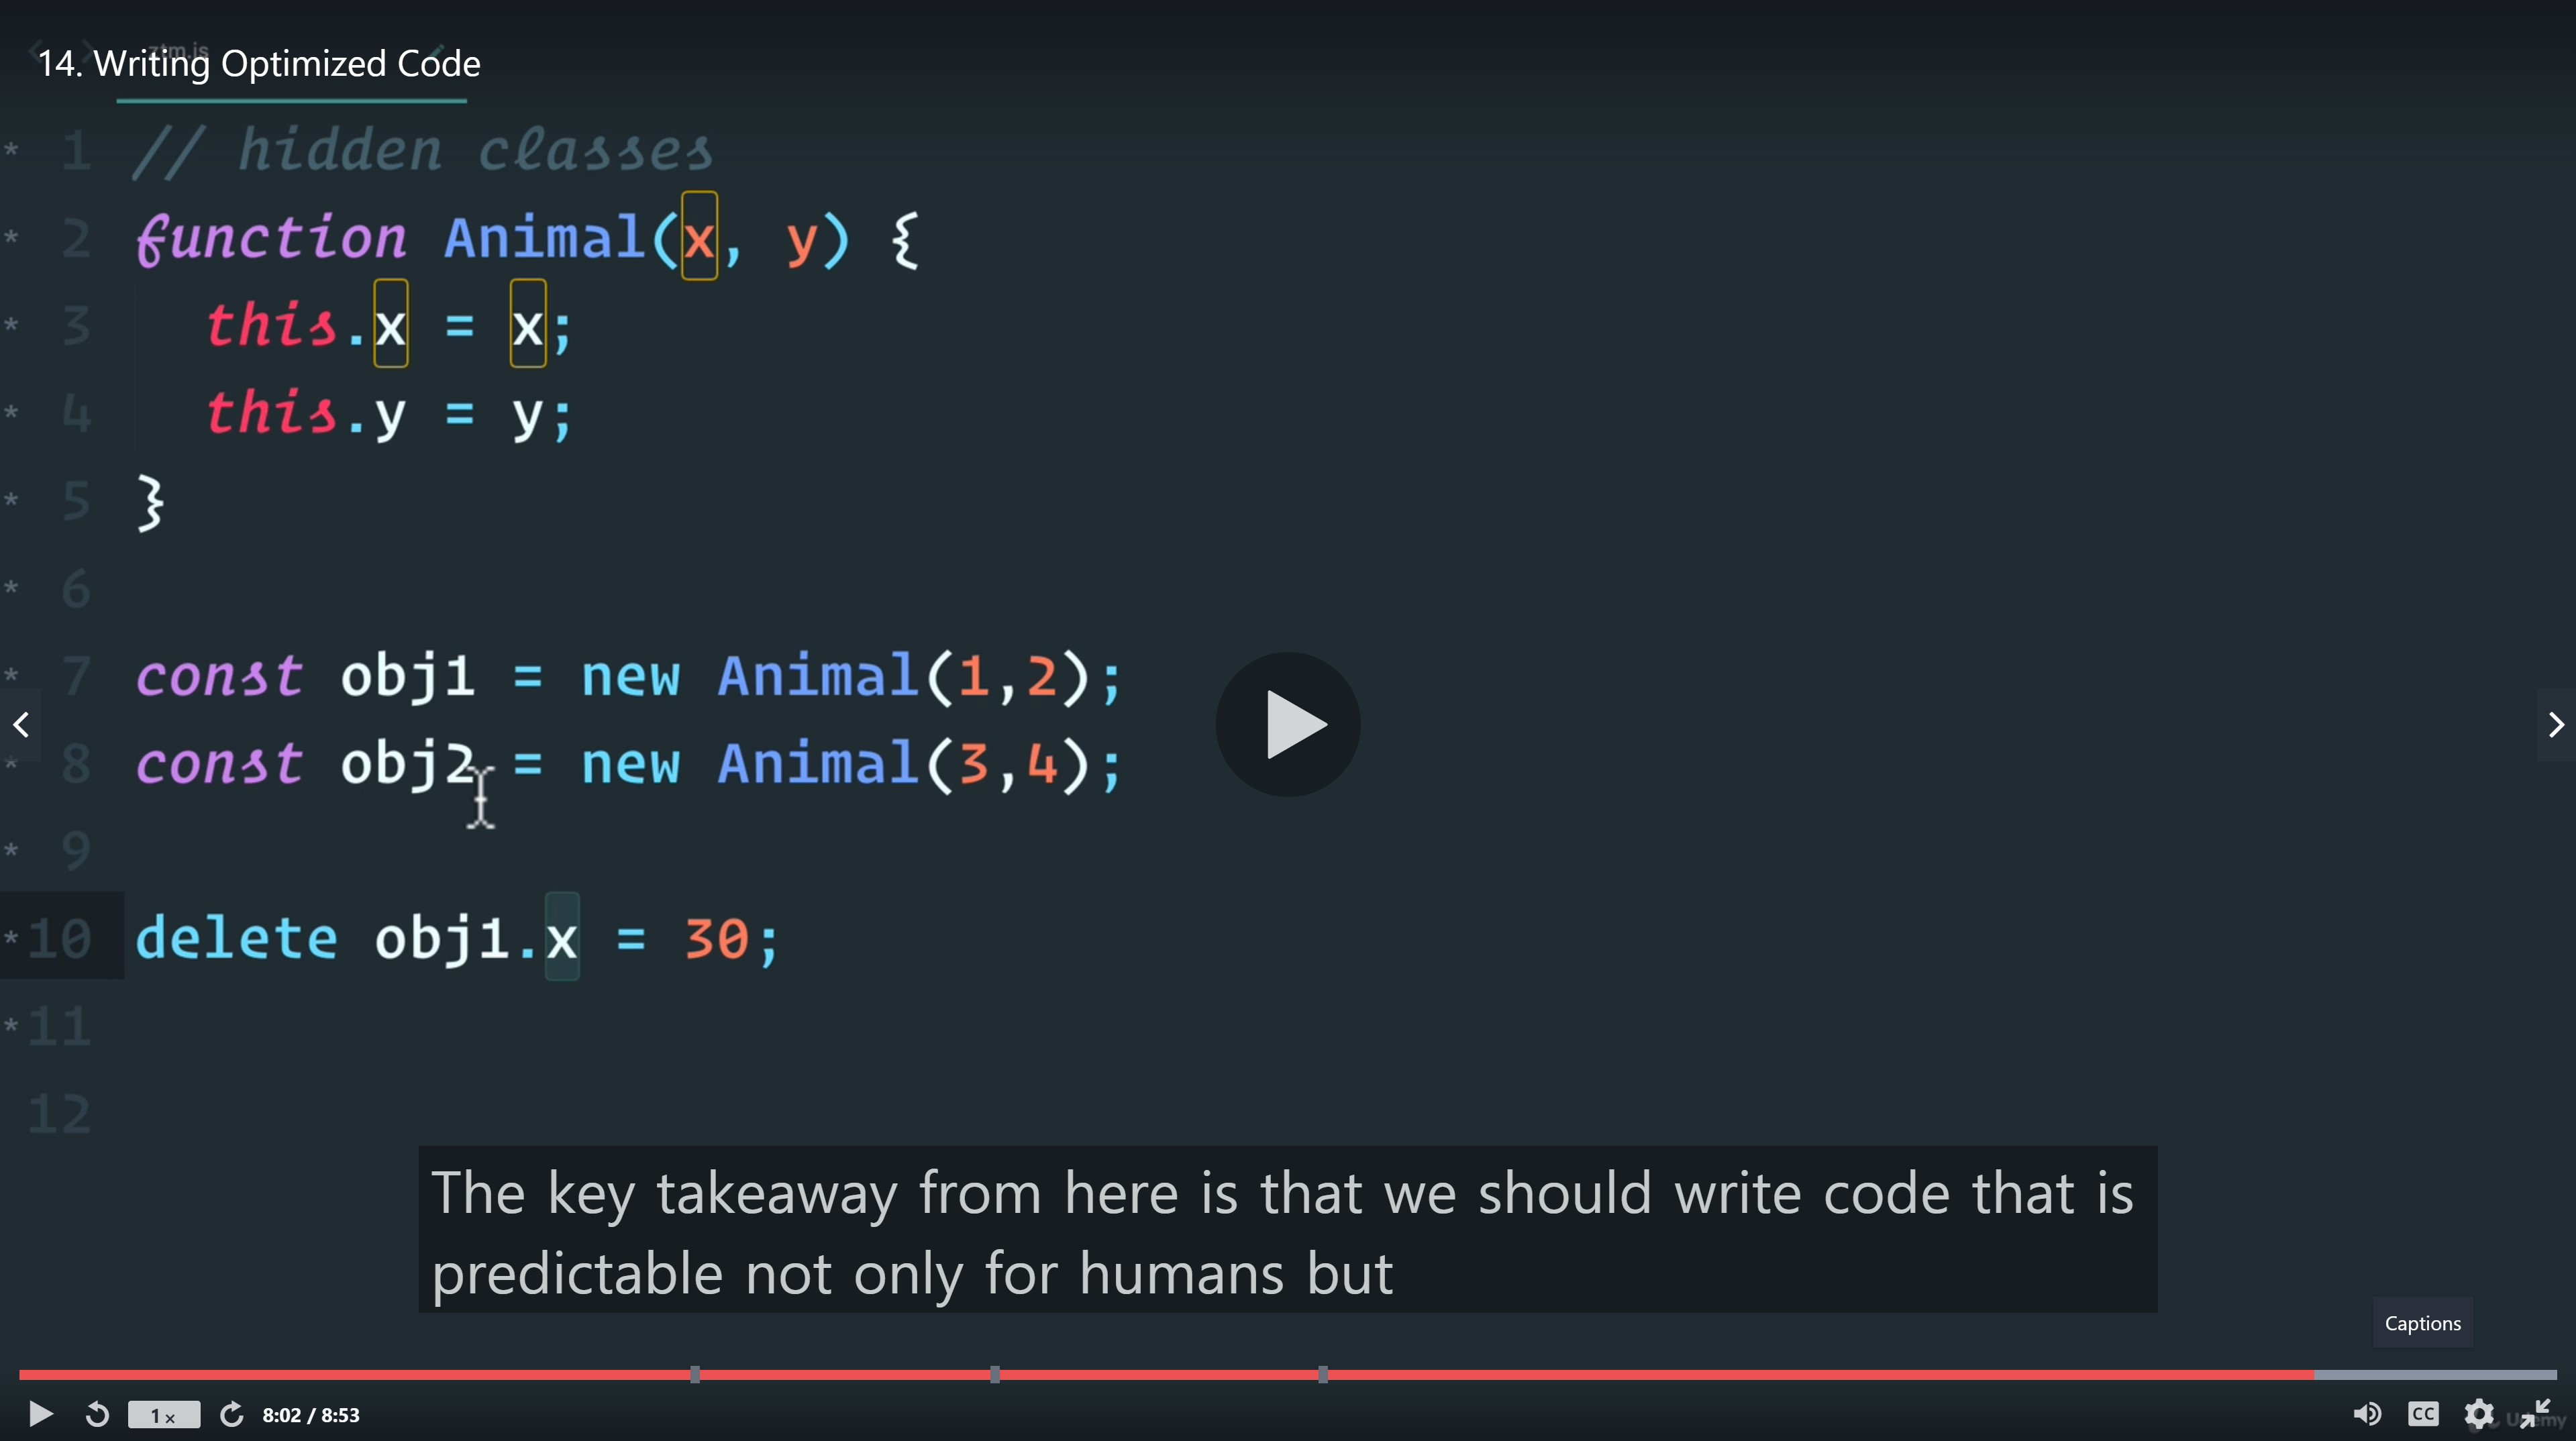 ztm.js
14. Writing Optimized Code
* 1 // hidden classes
* 2 function Animal(x, y) {
* 3 this.x = x;
* 4 this.y = y;
* 5 }
* 6
* 7 const obj1 = new Animal(1,2);
* 8 const obj2 = new Animal(3,4);
* 9
*10 delete obj1.x = 30;
*11
12
The key takeaway from here is that we should write code that is
predictable not only for humans but
Captions
1x 8:02 / 8:53 CC
Udemy